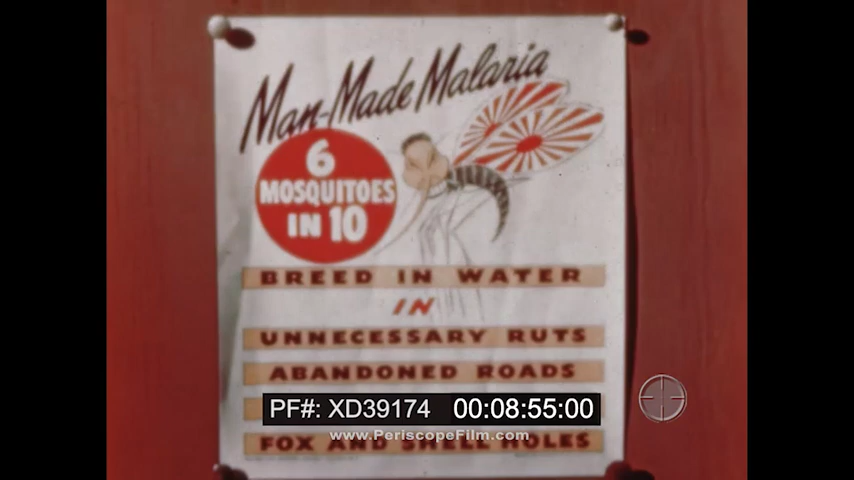 Man-Made Malaria
6
MOSQUITOES
IN 10
BREED IN WATER
IN
UNNECESSARY RUTS
ABANDONED ROADS
PF#: XD39174 00:08:55:00
www.PeriscopeFilm.com
FOX AND SHELL HOLES